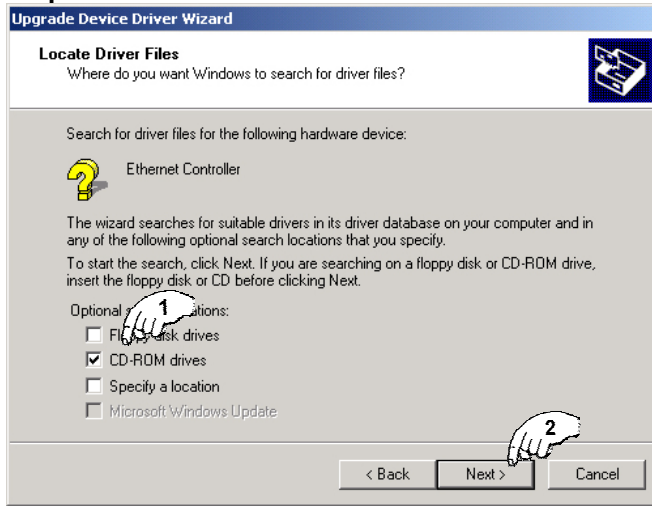 Upgrade Device Driver Wizard
Locate Driver Files
Where do you want Windows to search for driver files?
Search for driver files for the following hardware device:
Ethernet Controller
The wizard searches for suitable drivers in its driver database on your computer and in
any of the following optional search locations that you specify.
To start the search, click Next. If you are searching on a floppy disk or CD-ROM drive,
insert the floppy disk or CD before clicking Next.
Optional 1 ations:
disk drives
CD-ROM drives
Specify a location
Microsoft Windows Update
2
< Back
Next >
Cancel